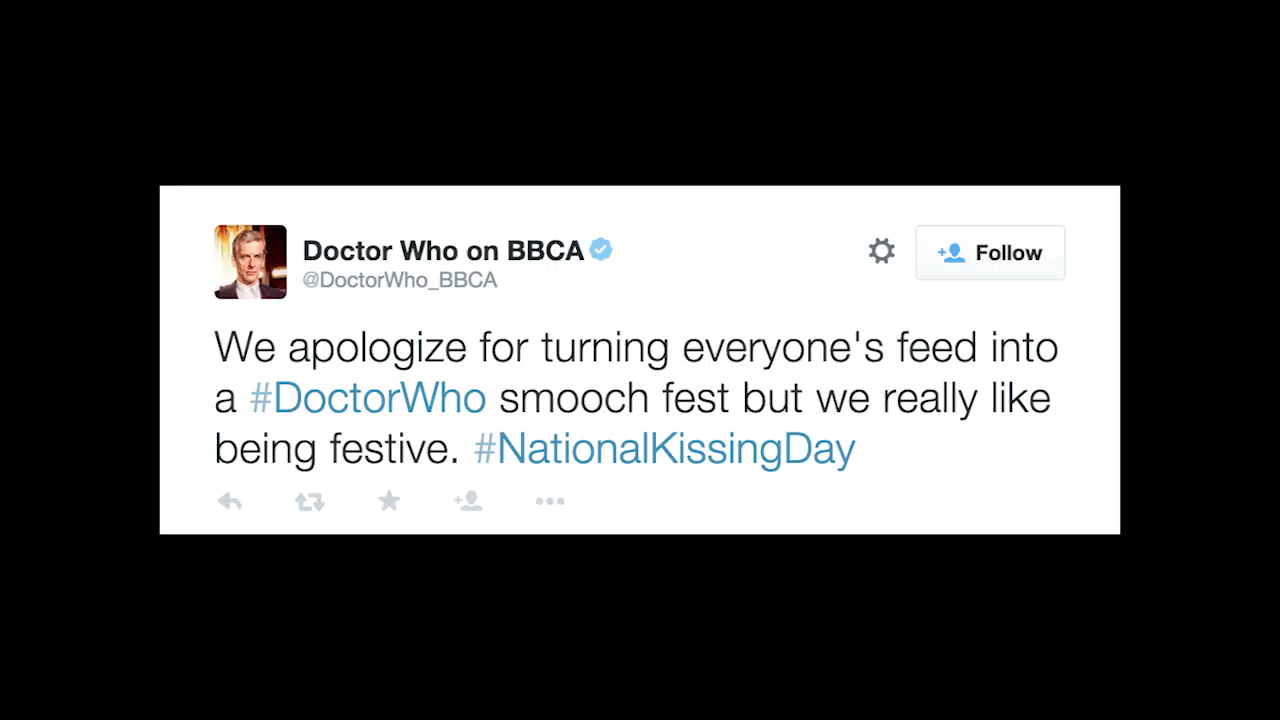 Doctor Who on BBCA
@DoctorWho_BBCA
Follow
We apologize for turning everyone's feed into
a #DoctorWho smooch fest but we really like
being festive. #NationalKissingDay